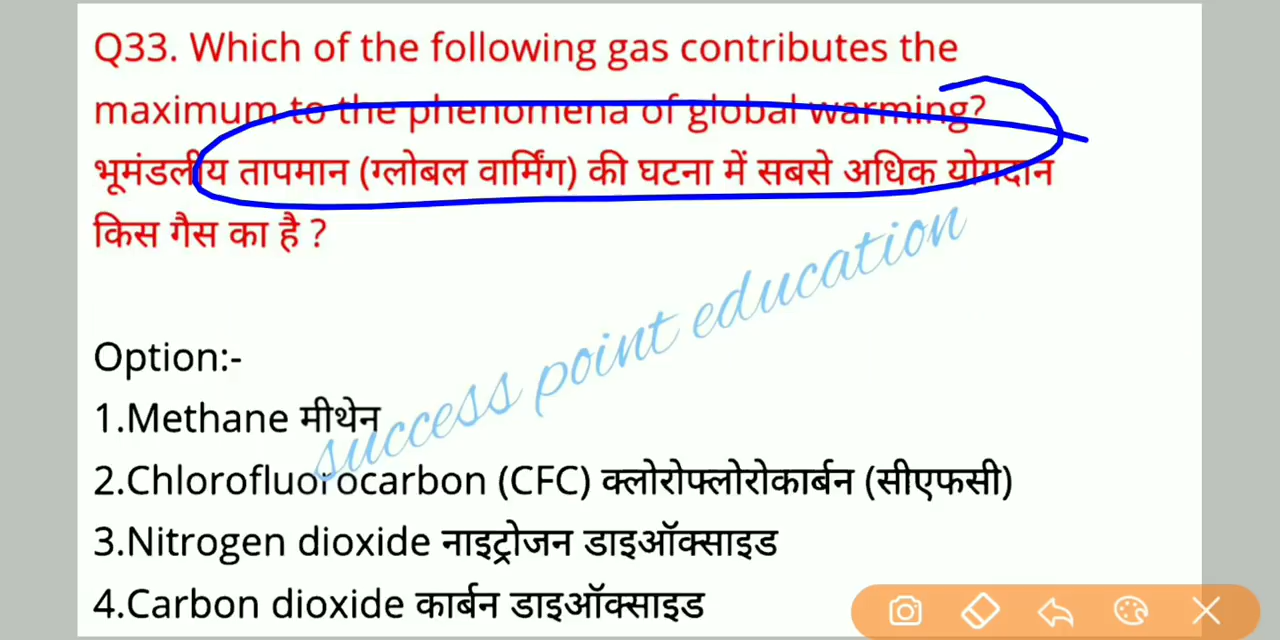 Q33. Which of the following gas contributes the
maximum to the phenomena of global warming?
भूमंडलीय तापमान (ग्लोबल वार्मिंग) की घटना में सबसे अधिक योगदान
किस गैस का है ?
success point education
Option:-
1.Methane मीथेन
2.Chlorofluorocarbon (CFC) क्लोरोफ्लोरोकार्बन (सीएफसी)
3.Nitrogen dioxide नाइट्रोजन डाइऑक्साइड
4.Carbon dioxide कार्बन डाइऑक्साइड